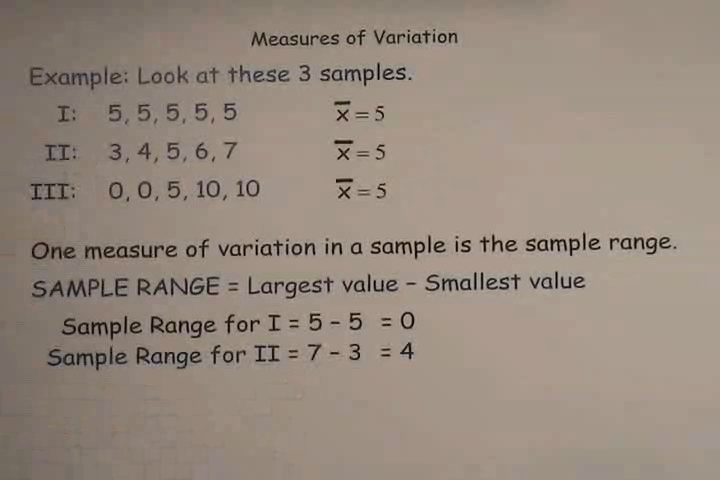 Measures of Variation
Example: Look at these 3 samples.
I: 5, 5, 5, 5, 5 x̅ = 5
II: 3, 4, 5, 6, 7 x̅ = 5
III: 0, 0, 5, 10, 10 x̅ = 5
One measure of variation in a sample is the sample range.
SAMPLE RANGE = Largest value – Smallest value
Sample Range for I = 5 – 5 = 0
Sample Range for II = 7 – 3 = 4